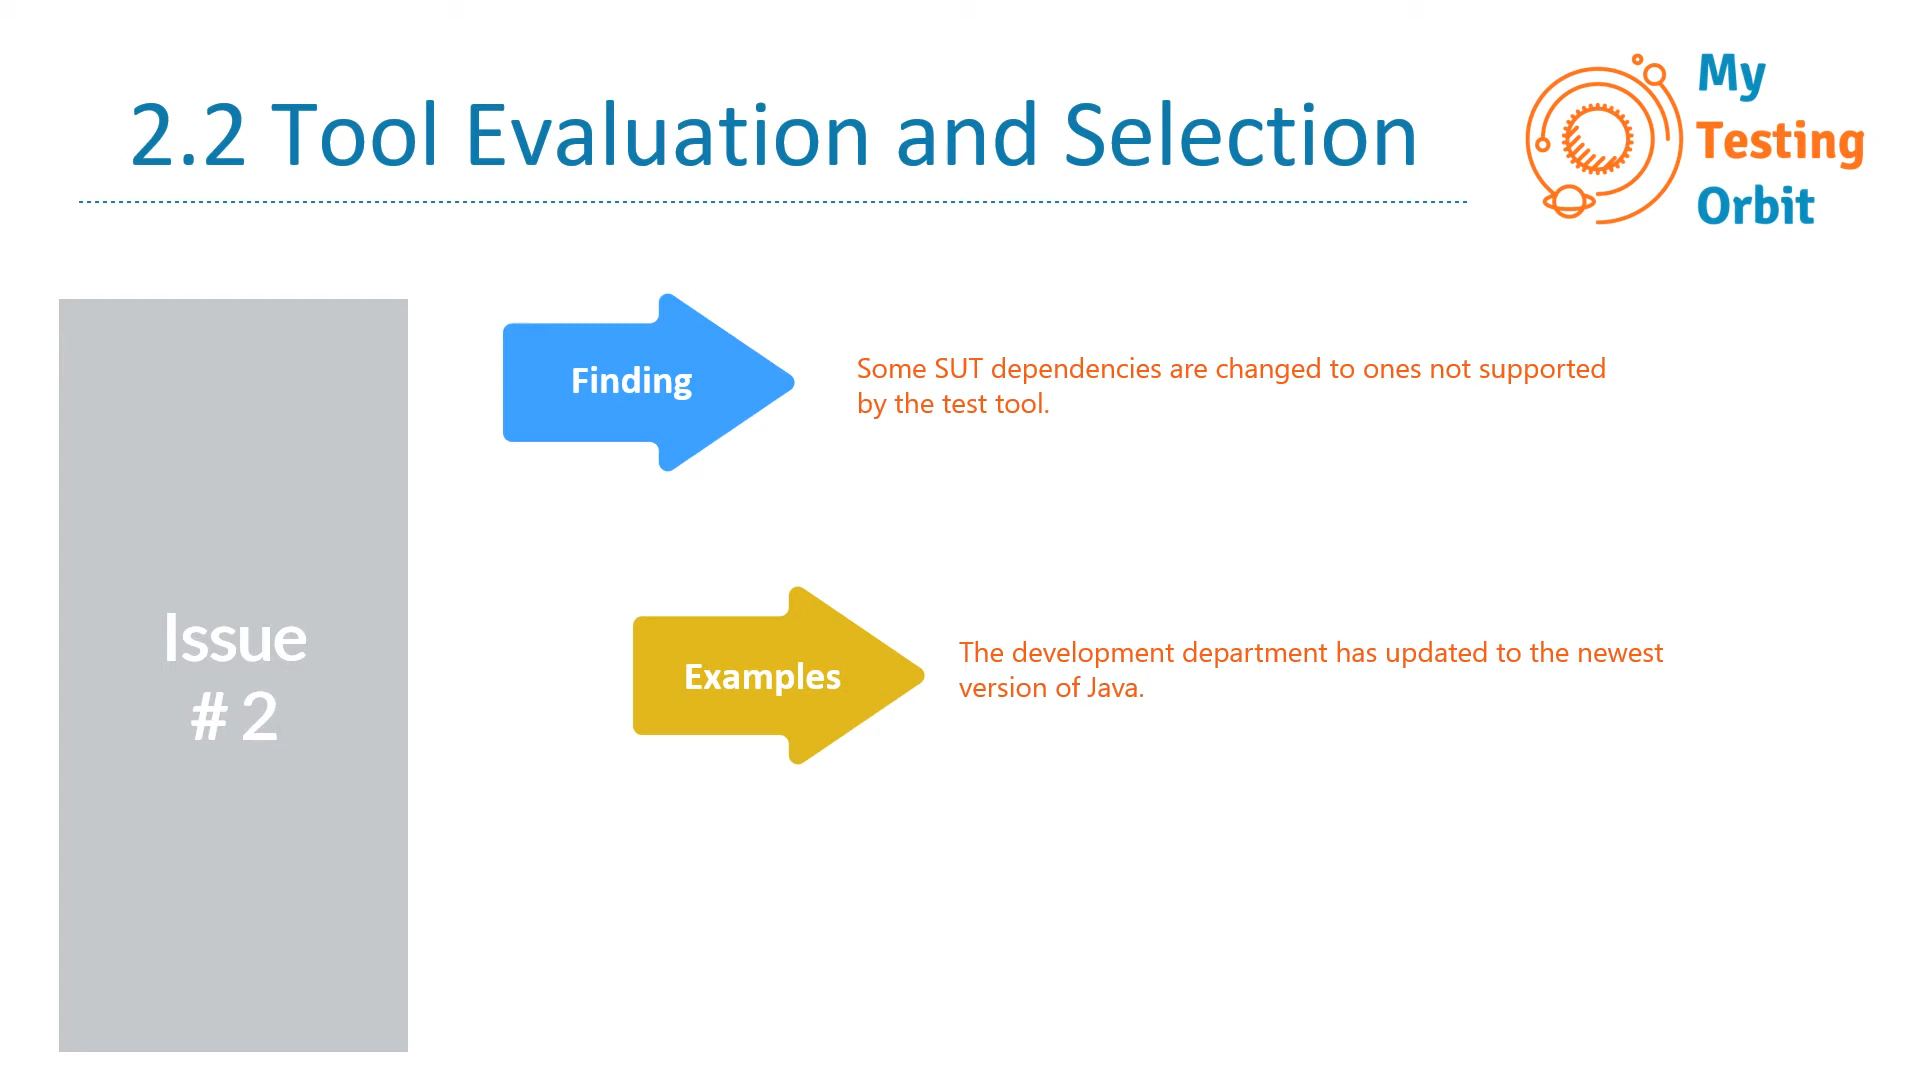 2.2 Tool Evaluation and Selection
My
Testing
Orbit
Issue
# 2
Finding
Some SUT dependencies are changed to ones not supported
by the test tool.
Examples
The development department has updated to the newest
version of Java.